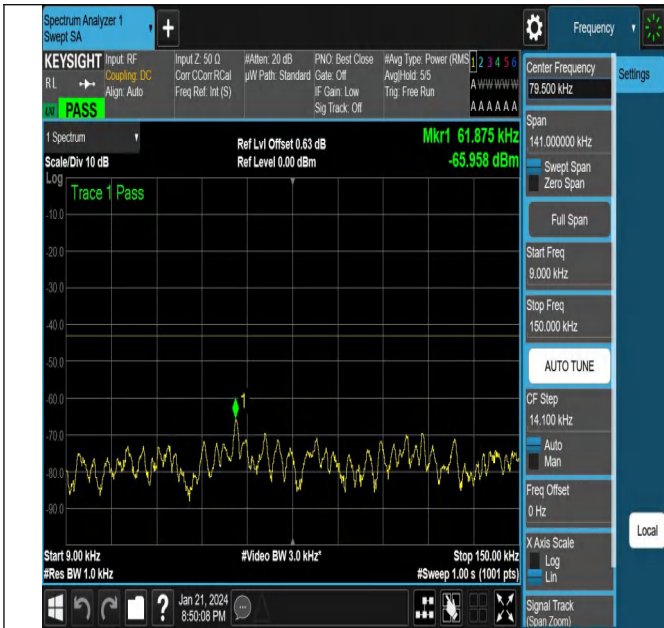 Spectrum Analyzer 1
Swept SA
+
Frequency
KEYSIGHT
RL
LXI
PASS
Input: RF
Coupling: DC
Align: Auto
Input Z: 50 Ω
Corr CCorr RCal
Freq Ref: Int (S)
#Atten: 20 dB
µW Path: Standard
PNO: Best Close
Gate: Off
IF Gain: Low
Sig Track: Off
#Avg Type: Power (RMS
Avg|Hold: 5/5
Trig: Free Run
1 2 3 4 5 6
A W W W W W
A A A A A A
1 Spectrum
Scale/Div 10 dB
Ref Lvl Offset 0.63 dB
Ref Level 0.00 dBm
Mkr1 61.875 kHz
-65.958 dBm
Log
Trace 1 Pass
-10.0
-20.0
-30.0
-40.0
-50.0
-60.0
-70.0
-80.0
-90.0
1
Start 9.00 kHz
#Res BW 1.0 kHz
#Video BW 3.0 kHz*
Stop 150.00 kHz
#Sweep 1.00 s (1001 pts)
Jan 21, 2024
8:50:08 PM
?
Center Frequency
79.500 kHz
Settings
Span
141.000000 kHz
Swept Span
Zero Span
Full Span
Start Freq
9.000 kHz
Stop Freq
150.000 kHz
AUTO TUNE
CF Step
14.100 kHz
Auto
Man
Freq Offset
0 Hz
X Axis Scale
Log
Lin
Local
Signal Track
(Span Zoom)